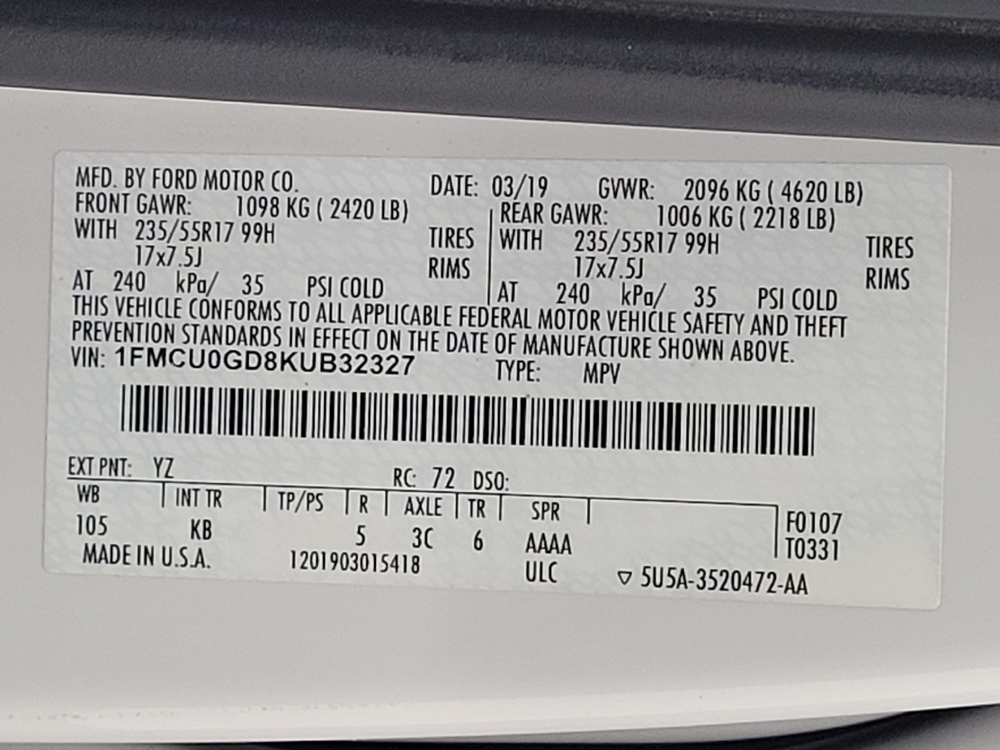 MFD. BY FORD MOTOR CO. DATE: 03/19 GVWR: 2096 KG ( 4620 LB)
FRONT GAWR: 1098 KG ( 2420 LB) REAR GAWR: 1006 KG ( 2218 LB)
WITH 235/55R17 99H TIRES WITH 235/55R17 99H TIRES
17x7.5J RIMS 17x7.5J RIMS
AT 240 kPa/ 35 PSI COLD AT 240 kPa/ 35 PSI COLD
THIS VEHICLE CONFORMS TO ALL APPLICABLE FEDERAL MOTOR VEHICLE SAFETY AND THEFT
PREVENTION STANDARDS IN EFFECT ON THE DATE OF MANUFACTURE SHOWN ABOVE.
VIN: 1FMCU0GD8KUB32327 TYPE: MPV
EXT PNT: YZ RC: 72 DSO:
WB INT TR TP/PS R AXLE TR SPR F0107
105 KB 5 3C 6 AAAA T0331
MADE IN U.S.A. 1201903015418 ULC ▽ 5U5A-3520472-AA